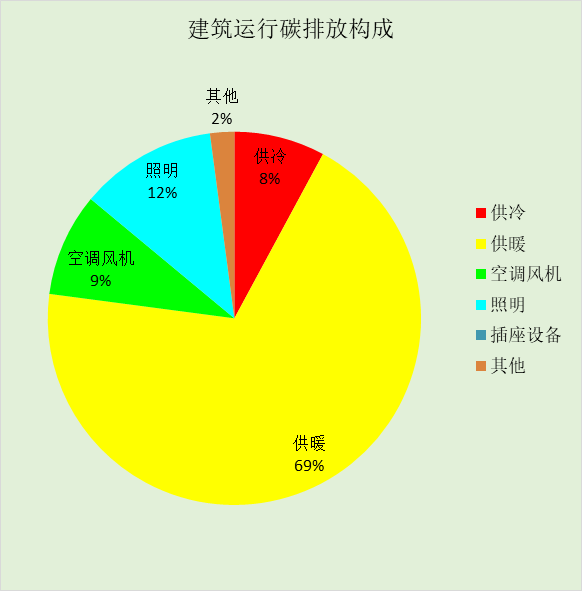 建筑运行碳排放构成
其他
2%
供冷
8%
照明
12%
空调风机
9%
供暖
69%
供冷
供暖
空调风机
照明
插座设备
其他